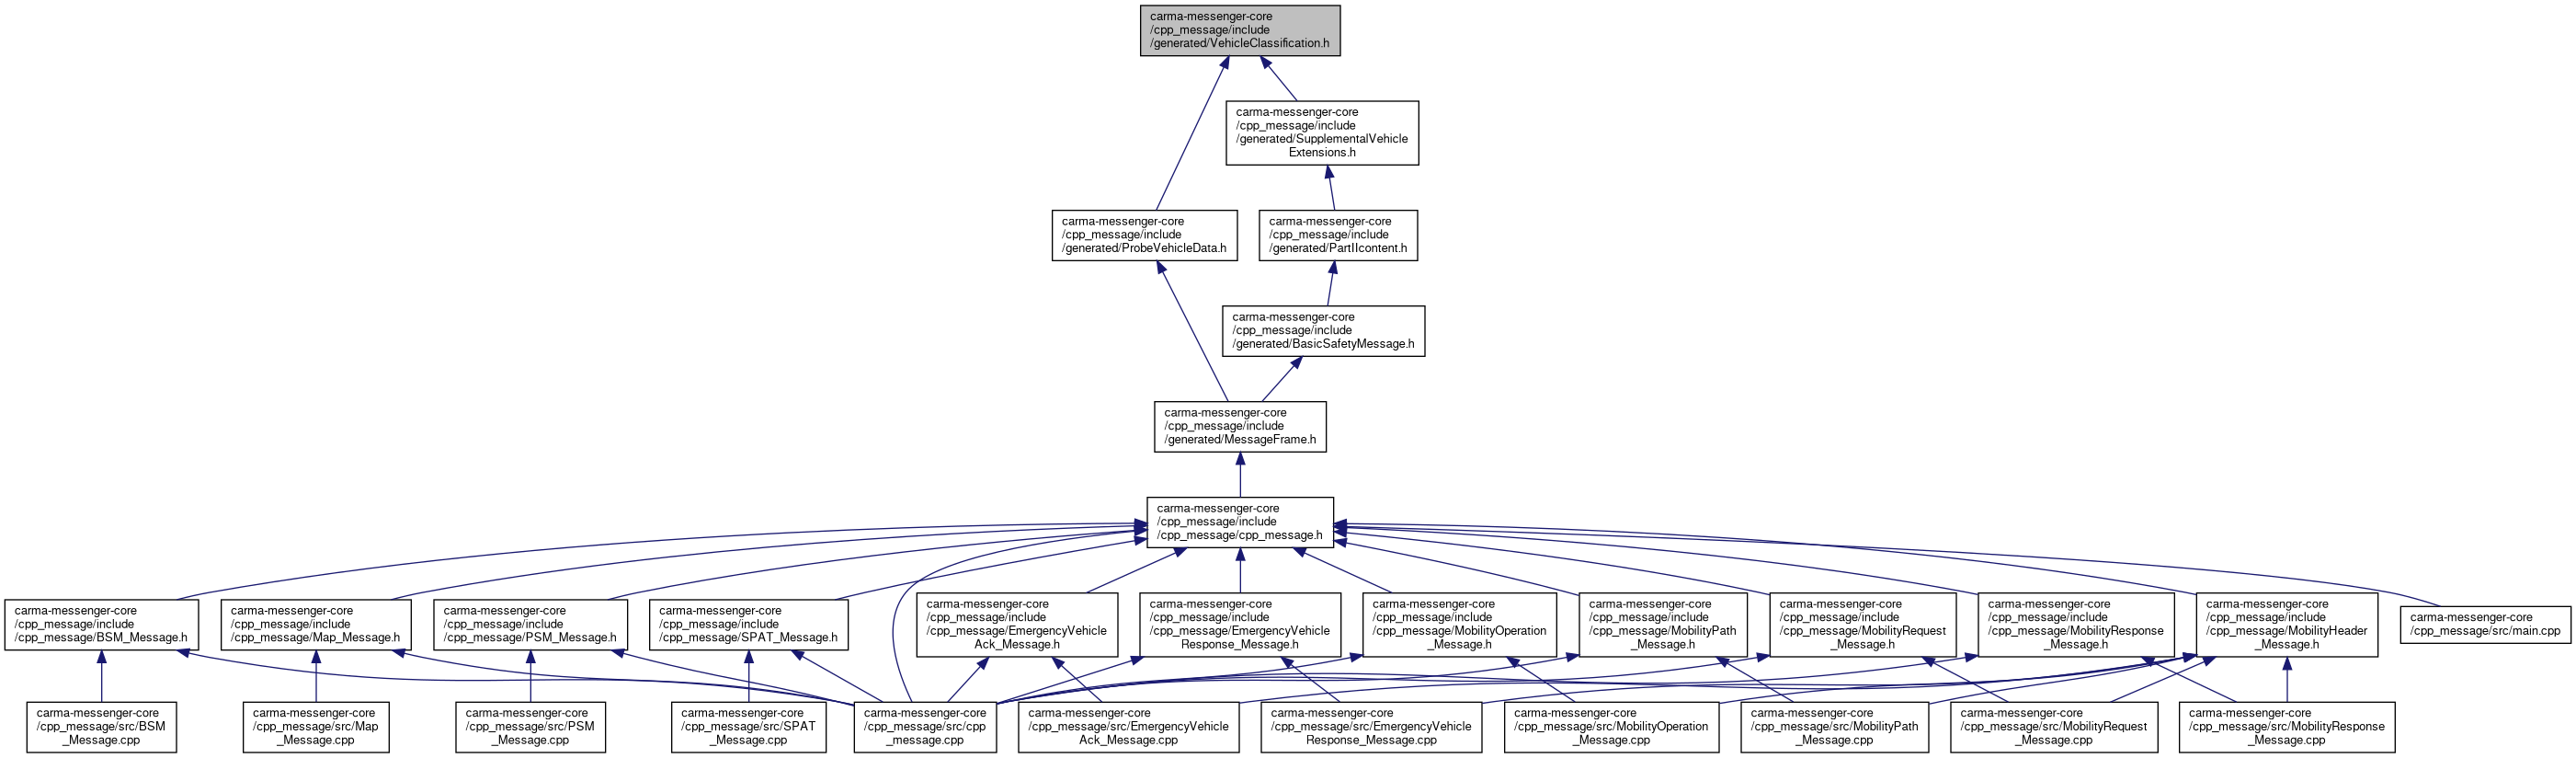 carma-messenger-core
/cpp_message/include
/generated/VehicleClassification.h
carma-messenger-core
/cpp_message/include
/generated/SupplementalVehicle
Extensions.h
carma-messenger-core
/cpp_message/include
/generated/ProbeVehicleData.h
carma-messenger-core
/cpp_message/include
/generated/PartIIcontent.h
carma-messenger-core
/cpp_message/include
/generated/BasicSafetyMessage.h
carma-messenger-core
/cpp_message/include
/generated/MessageFrame.h
carma-messenger-core
/cpp_message/include
/cpp_message/cpp_message.h
carma-messenger-core
/cpp_message/include
/cpp_message/BSM_Message.h
carma-messenger-core
/cpp_message/include
/cpp_message/Map_Message.h
carma-messenger-core
/cpp_message/include
/cpp_message/PSM_Message.h
carma-messenger-core
/cpp_message/include
/cpp_message/SPAT_Message.h
carma-messenger-core
/cpp_message/include
/cpp_message/EmergencyVehicle
Ack_Message.h
carma-messenger-core
/cpp_message/include
/cpp_message/EmergencyVehicle
Response_Message.h
carma-messenger-core
/cpp_message/include
/cpp_message/MobilityOperation
_Message.h
carma-messenger-core
/cpp_message/include
/cpp_message/MobilityPath
_Message.h
carma-messenger-core
/cpp_message/include
/cpp_message/MobilityRequest
_Message.h
carma-messenger-core
/cpp_message/include
/cpp_message/MobilityResponse
_Message.h
carma-messenger-core
/cpp_message/include
/cpp_message/MobilityHeader
_Message.h
carma-messenger-core
/cpp_message/src/main.cpp
carma-messenger-core
/cpp_message/src/BSM
_Message.cpp
carma-messenger-core
/cpp_message/src/Map
_Message.cpp
carma-messenger-core
/cpp_message/src/PSM
_Message.cpp
carma-messenger-core
/cpp_message/src/SPAT
_Message.cpp
carma-messenger-core
/cpp_message/src/cpp
_message.cpp
carma-messenger-core
/cpp_message/src/EmergencyVehicle
Ack_Message.cpp
carma-messenger-core
/cpp_message/src/EmergencyVehicle
Response_Message.cpp
carma-messenger-core
/cpp_message/src/MobilityOperation
_Message.cpp
carma-messenger-core
/cpp_message/src/MobilityPath
_Message.cpp
carma-messenger-core
/cpp_message/src/MobilityRequest
_Message.cpp
carma-messenger-core
/cpp_message/src/MobilityResponse
_Message.cpp